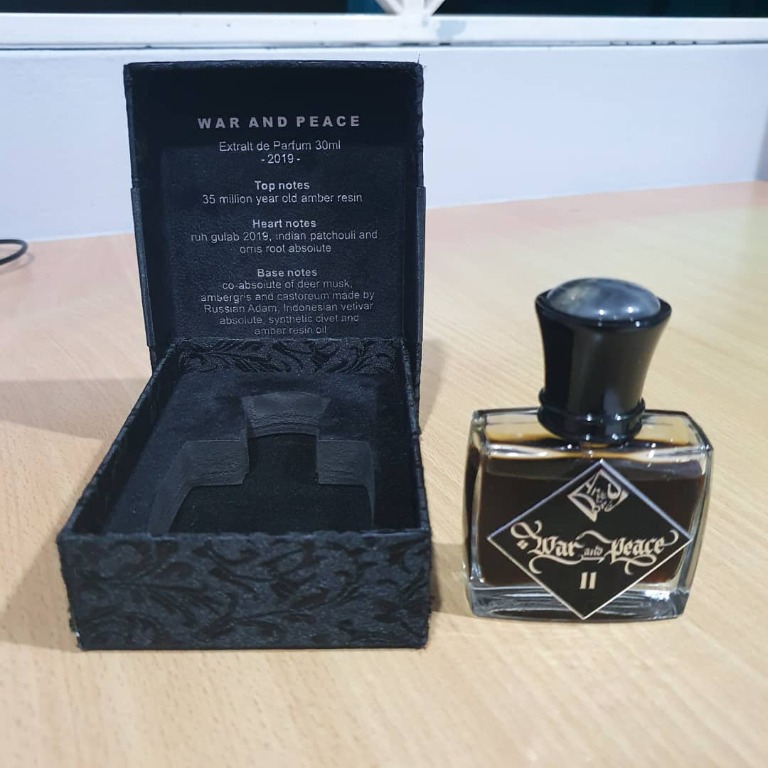 WAR AND PEACE
Extrait de Parfum 30ml
- 2019 -
Top notes
35 million year old amber resin
Heart notes
ruh gulab 2019, indian patchouli and
orris root absolute
Base notes
co-absolute of deer musk,
ambergris and castoreum made by
Russian Adam, Indonesian vetivar
absolute, synthetic civet and
amber resin oil
"War and Peace
II